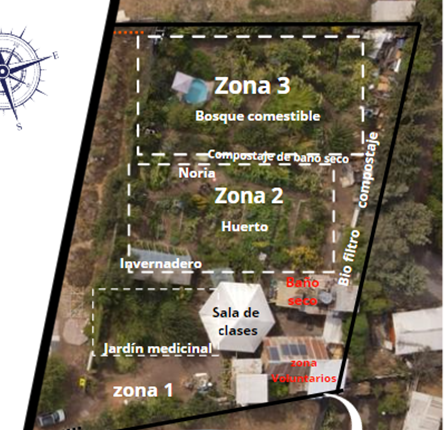 E
S
Zona 3
Bosque comestible
Compostaje de baño seco
compostaje
Noria
Zona 2
Huerto
Bio filtro
Invernadero
Baño
seco
Sala de
clases
Jardín medicinal
zona
Voluntarios
zona 1